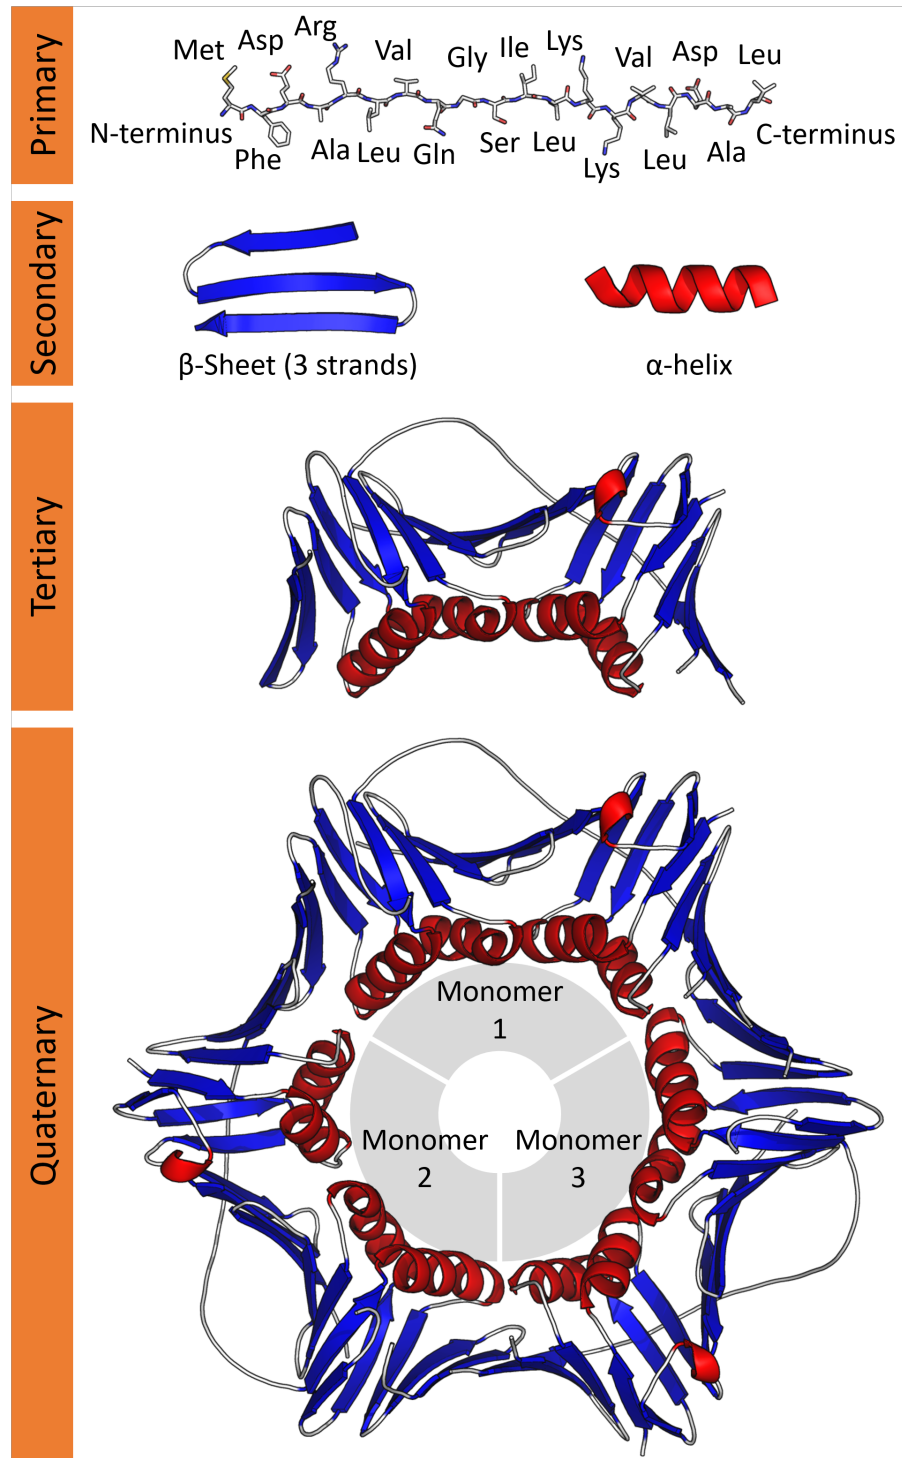 Primary
Met Asp Arg Val Gly Ile Lys Val Asp Leu
N-terminus Phe Ala Leu Gln Ser Leu Lys Leu Ala C-terminus
Secondary
β-Sheet (3 strands)
α-helix
Tertiary
Quaternary
Monomer
1
Monomer
2
Monomer
3